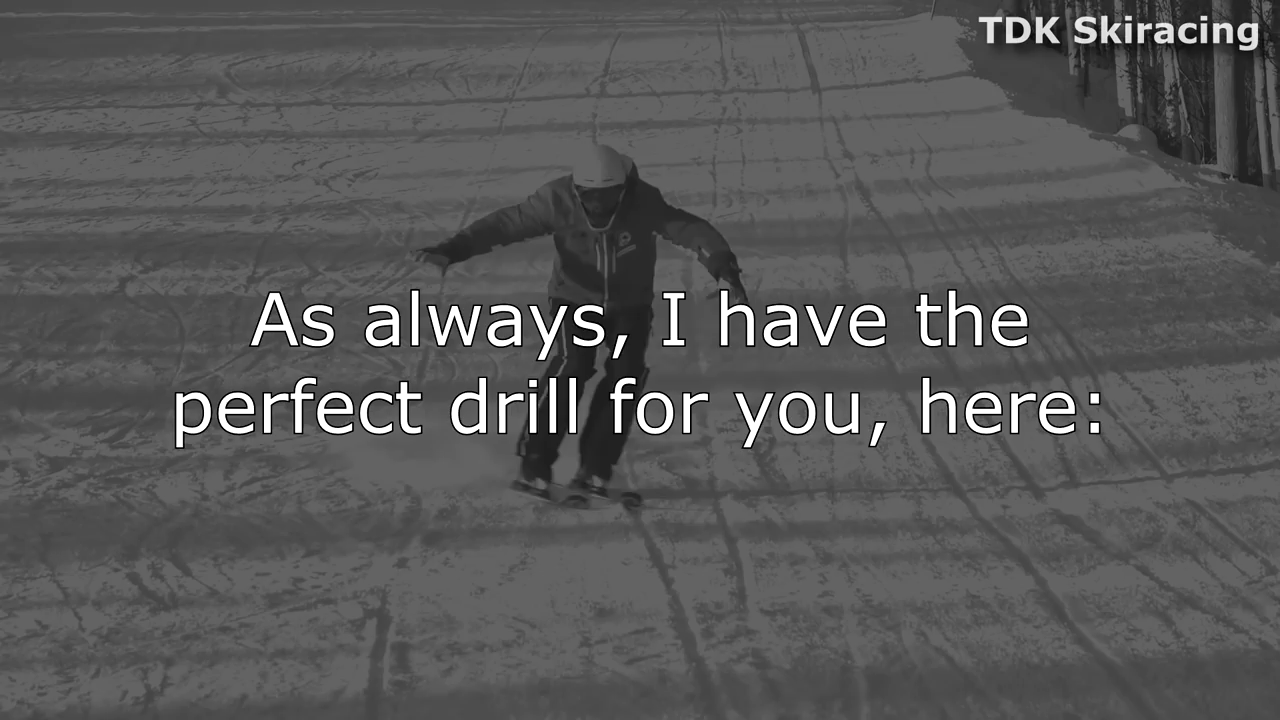 TDK Skiracing
As always, I have the
perfect drill for you, here: